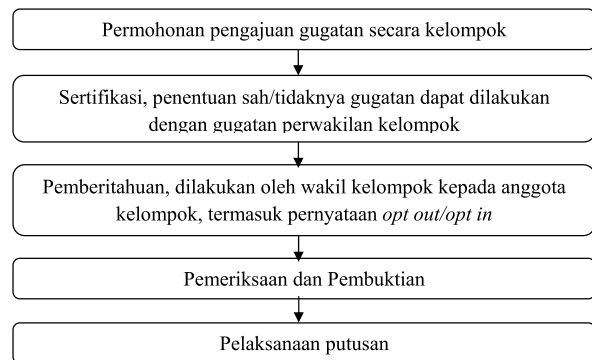 Permohonan pengajuan gugatan secara kelompok
Sertifikasi, penentuan sah/tidaknya gugatan dapat dilakukan
dengan gugatan perwakilan kelompok
Pemberitahuan, dilakukan oleh wakil kelompok kepada anggota
kelompok, termasuk pernyataan opt out/opt in
Pemeriksaan dan Pembuktian
Pelaksanaan putusan